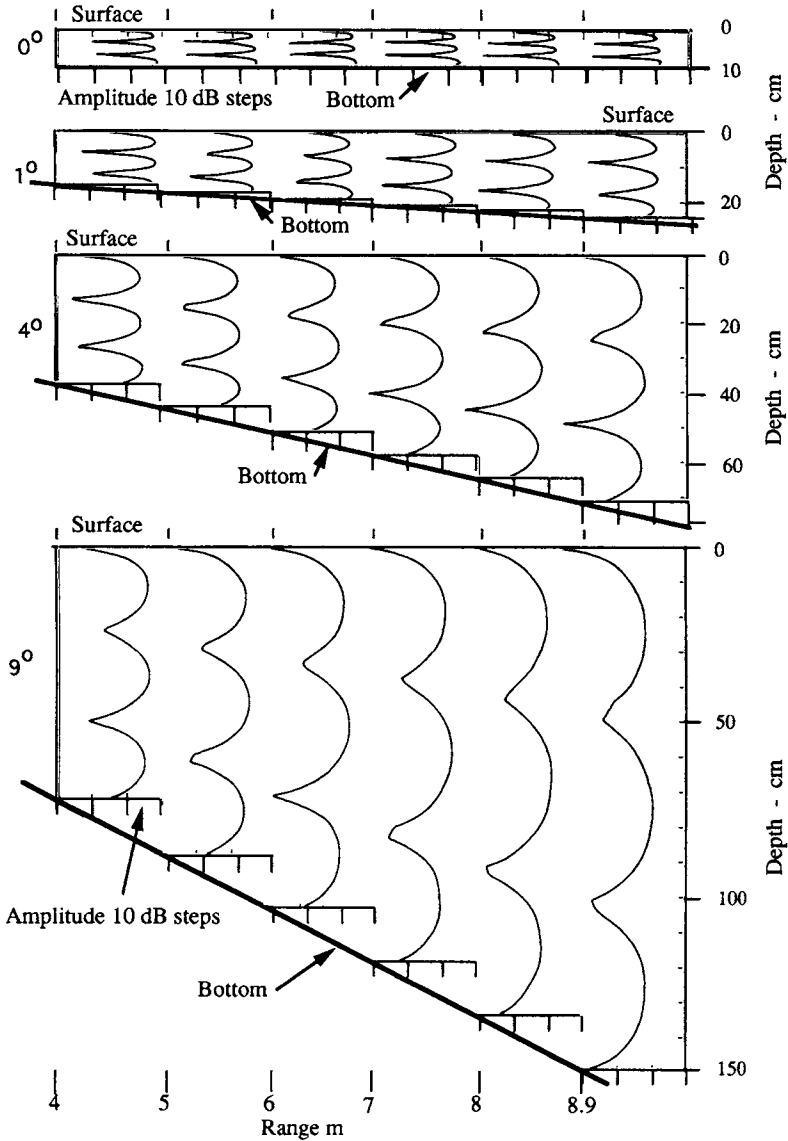 Surface
0°
0
10
Amplitude 10 dB steps
Bottom
Depth - cm
Surface
1°
0
20
Bottom
Surface
4°
0
20
40
60
Depth - cm
Bottom
Surface
9°
0
50
100
150
Depth - cm
Amplitude 10 dB steps
Bottom
4 5 6 7 8 8.9
Range m